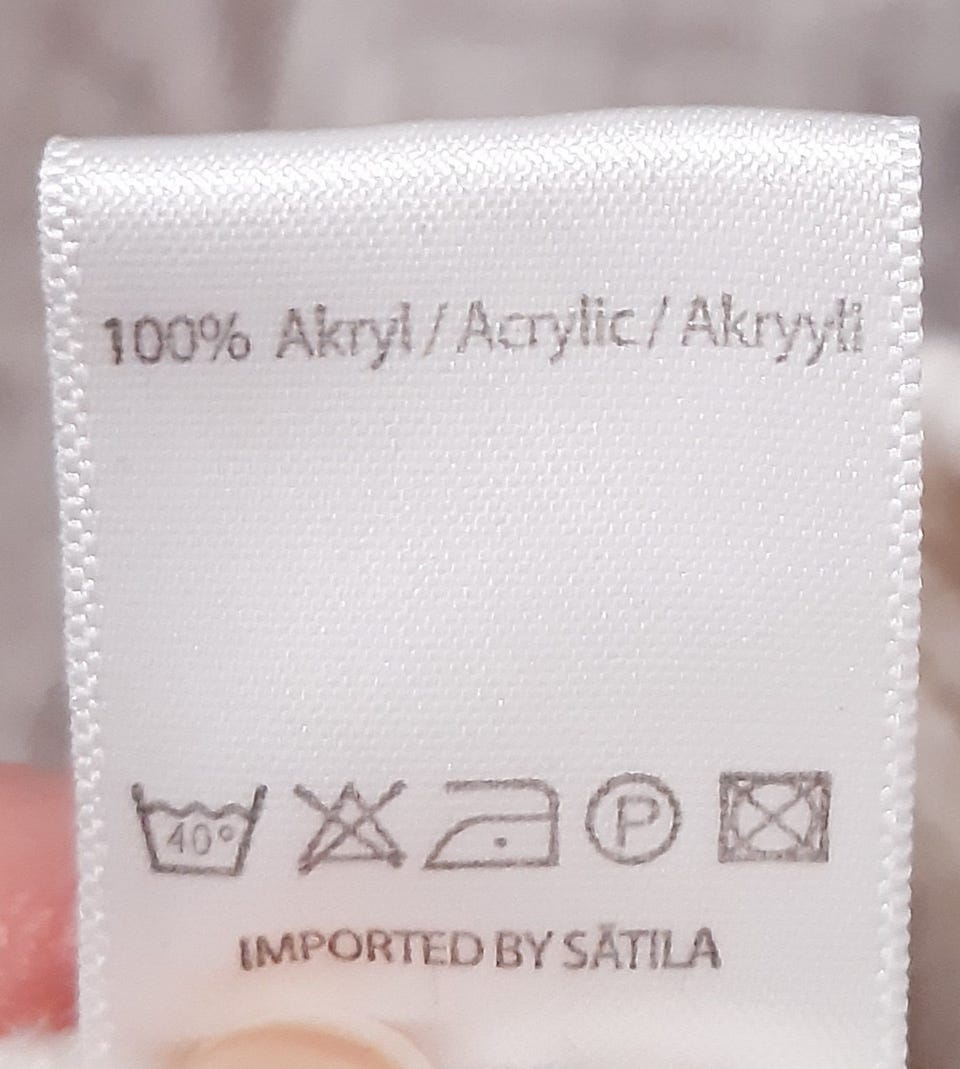 100% Akryl / Acrylic / Akryyli
40°
P
IMPORTED BY SÄTILA